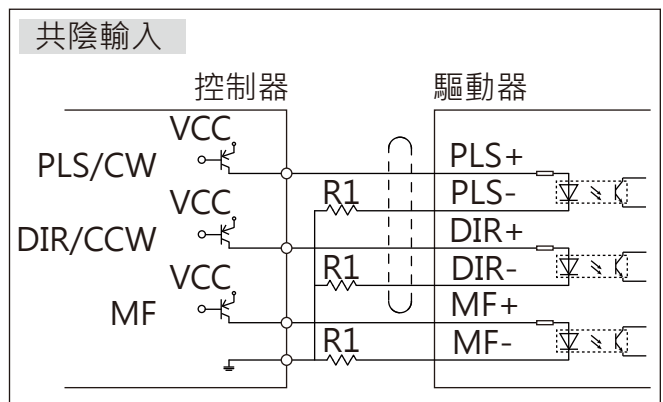 共陰輸入
控制器
驅動器
VCC
PLS/CW
PLS+
R1
PLS-
VCC
DIR/CCW
DIR+
R1
DIR-
VCC
MF
MF+
R1
MF-